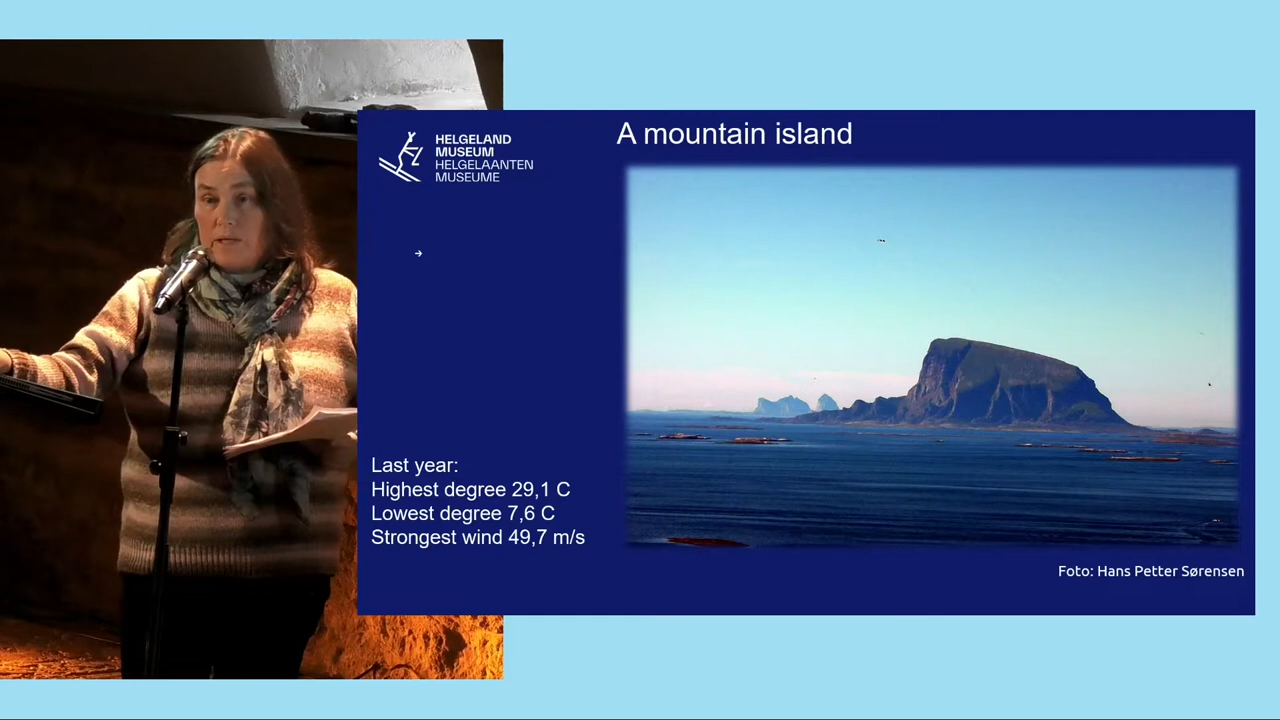 A mountain island
HELGELAND
MUSEUM
HELGELAANTEN
MUSEUME
Last year:
Highest degree 29,1 C
Lowest degree 7,6 C
Strongest wind 49,7 m/s
Foto: Hans Petter Sørensen